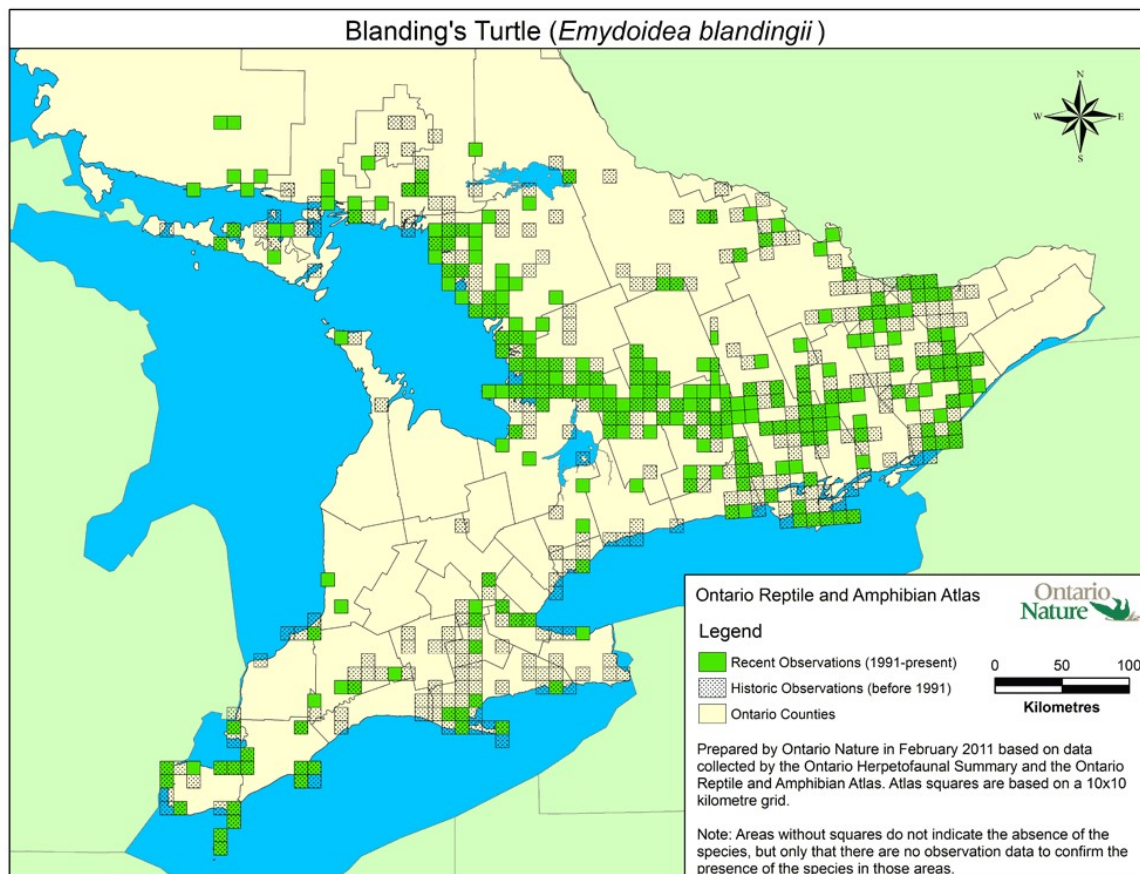 Blanding's Turtle (Emydoidea blandingii)
N
W
E
S
Ontario Reptile and Amphibian Atlas
Ontario
Nature
Legend
Recent Observations (1991-present)
Historic Observations (before 1991)
Ontario Counties
0 50 100
Kilometres
Prepared by Ontario Nature in February 2011 based on data
collected by the Ontario Herpetofaunal Summary and the Ontario
Reptile and Amphibian Atlas. Atlas squares are based on a 10x10
kilometre grid.
Note: Areas without squares do not indicate the absence of the
species, but only that there are no observation data to confirm the
presence of the species in those areas.